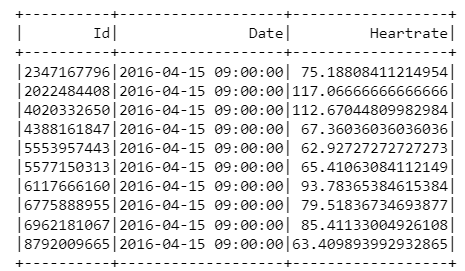 +----------+-------------------+------------------+
|        Id|               Date|         Heartrate|
+----------+-------------------+------------------+
|2347167796|2016-04-15 09:00:00| 75.18808411214954|
|2022484408|2016-04-15 09:00:00|117.06666666666666|
|4020332650|2016-04-15 09:00:00|112.67044809982984|
|4388161847|2016-04-15 09:00:00| 67.36036036036036|
|5553957443|2016-04-15 09:00:00| 62.92727272727273|
|5577150313|2016-04-15 09:00:00| 65.41063084112149|
|6117666160|2016-04-15 09:00:00| 93.78365384615384|
|6775888955|2016-04-15 09:00:00| 79.51836734693877|
|6962181067|2016-04-15 09:00:00| 85.41133004926108|
|8792009665|2016-04-15 09:00:00|63.409893992932865|
+----------+-------------------+------------------+